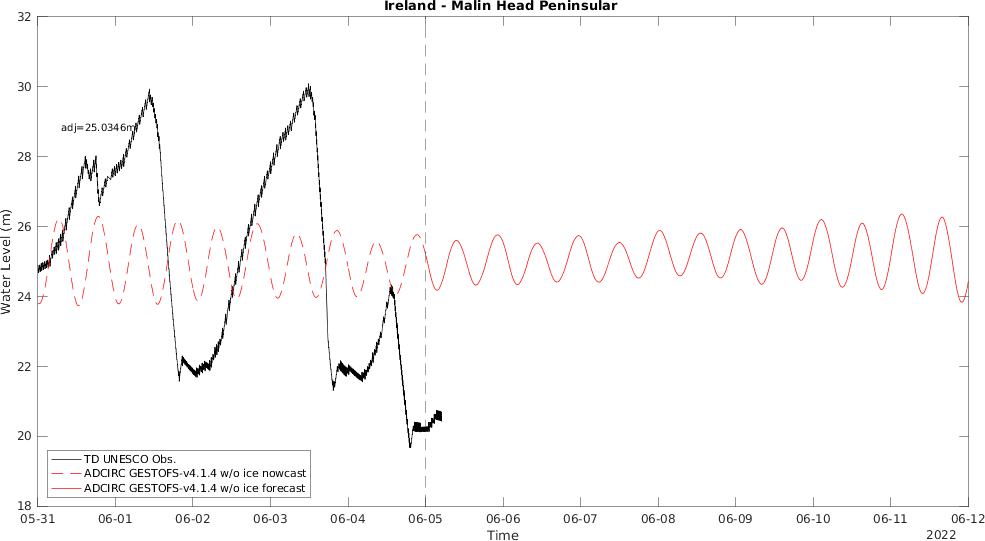 Ireland - Malin Head Peninsular
32
30
28
26
24
22
20
18
Water Level (m)
adj=25.0346m
TD UNESCO Obs.
ADCIRC GESTOFS-v4.1.4 w/o ice nowcast
ADCIRC GESTOFS-v4.1.4 w/o ice forecast
05-31 06-01 06-02 06-03 06-04 06-05 06-06 06-07 06-08 06-09 06-10 06-11 06-12
Time
2022